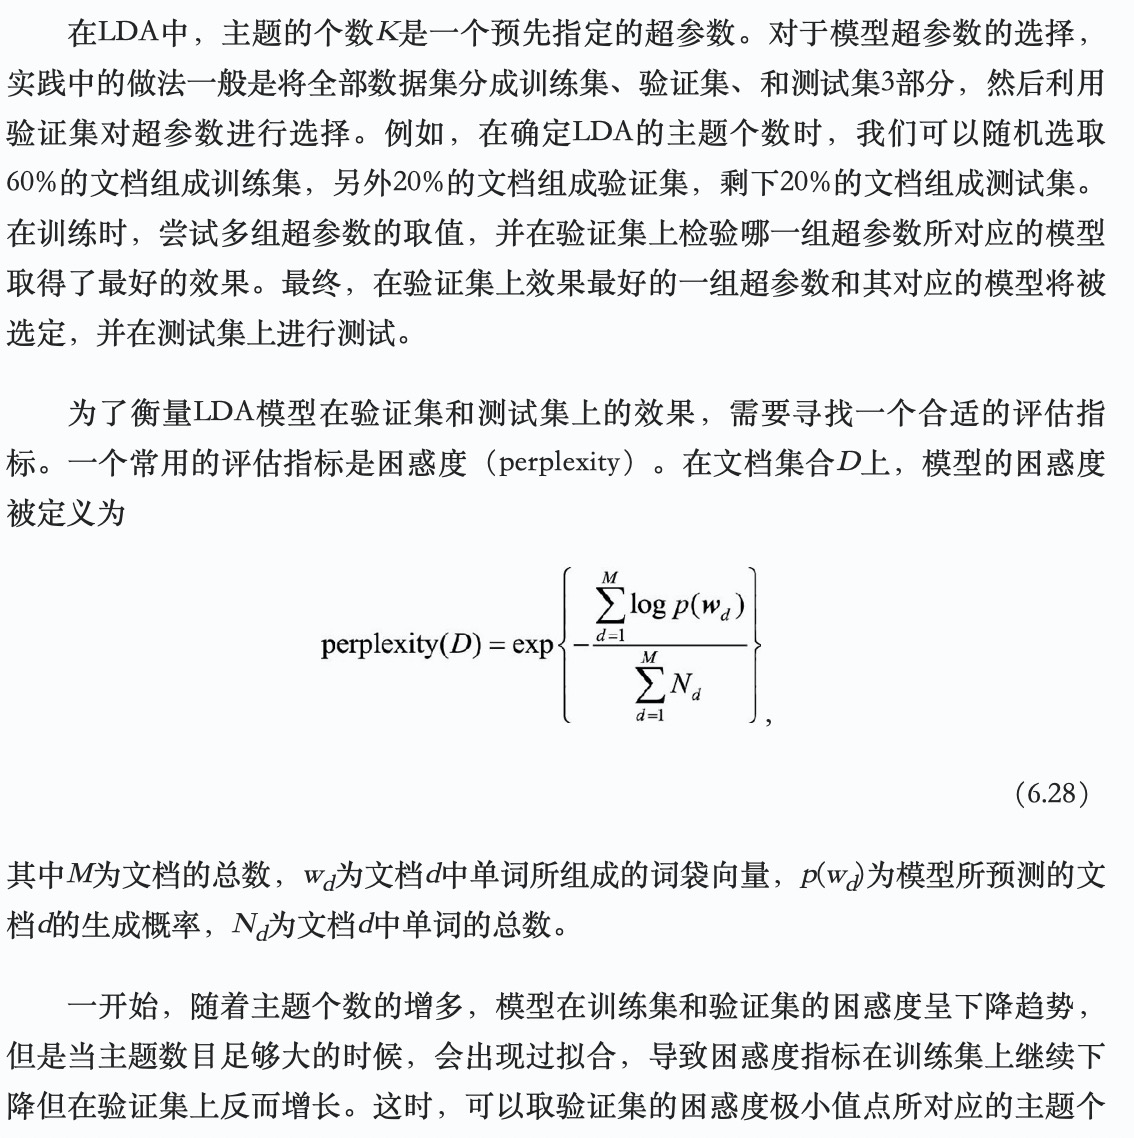 在LDA中，主题的个数K是一个预先指定的超参数。对于模型超参数的选择，
实践中的做法一般是将全部数据集分成训练集、验证集、和测试集3部分，然后利用
验证集对超参数进行选择。例如，在确定LDA的主题个数时，我们可以随机选取
60%的文档组成训练集，另外20%的文档组成验证集，剩下20%的文档组成测试集。
在训练时，尝试多组超参数的取值，并在验证集上检验哪一组超参数所对应的模型
取得了最好的效果。最终，在验证集上效果最好的一组超参数和其对应的模型将被
选定，并在测试集上进行测试。
为了衡量LDA模型在验证集和测试集上的效果，需要寻找一个合适的评估指
标。一个常用的评估指标是困惑度（perplexity）。在文档集合D上，模型的困惑度
被定义为
perplexity(D) = exp{ - \frac{\sum_{d=1}^{M} log p(w_d)}{\sum_{d=1}^{M} N_d} },
（6.28）
其中M为文档的总数，w_d为文档d中单词所组成的词袋向量，p(w_d)为模型所预测的文
档d的生成概率，N_d为文档d中单词的总数。
一开始，随着主题个数的增多，模型在训练集和验证集的困惑度呈下降趋势，
但是当主题数目足够大的时候，会出现过拟合，导致困惑度指标在训练集上继续下
降但在验证集上反而增长。这时，可以取验证集的困惑度极小值点所对应的主题个